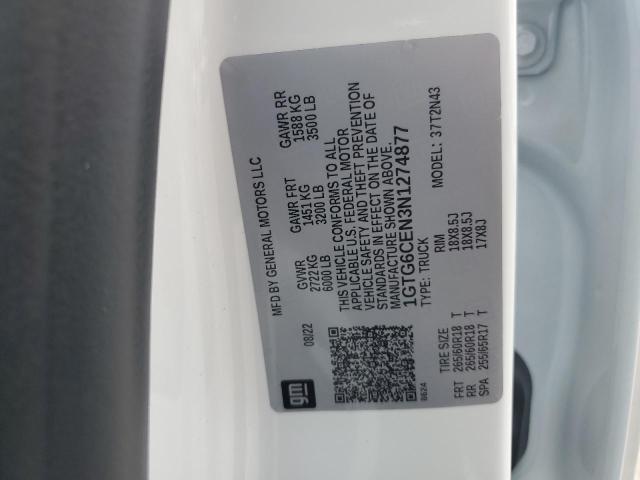 gm
MFD BY GENERAL MOTORS LLC
08/22
GVWR GAWR FRT GAWR RR
2722 KG 1451 KG 1588 KG
6000 LB 3200 LB 3500 LB
THIS VEHICLE CONFORMS TO ALL
APPLICABLE U.S. FEDERAL MOTOR
VEHICLE SAFETY AND THEFT PREVENTION
STANDARDS IN EFFECT ON THE DATE OF
MANUFACTURE SHOWN ABOVE.
1GTG6CEN3N1274877
TYPE: TRUCK MODEL: 37T2N43
8624
TIRE SIZE RIM
FRT 265/60R18 T 18X8.5J
RR 265/60R18 T 18X8.5J
SPA 255/65R17 T 17X8J